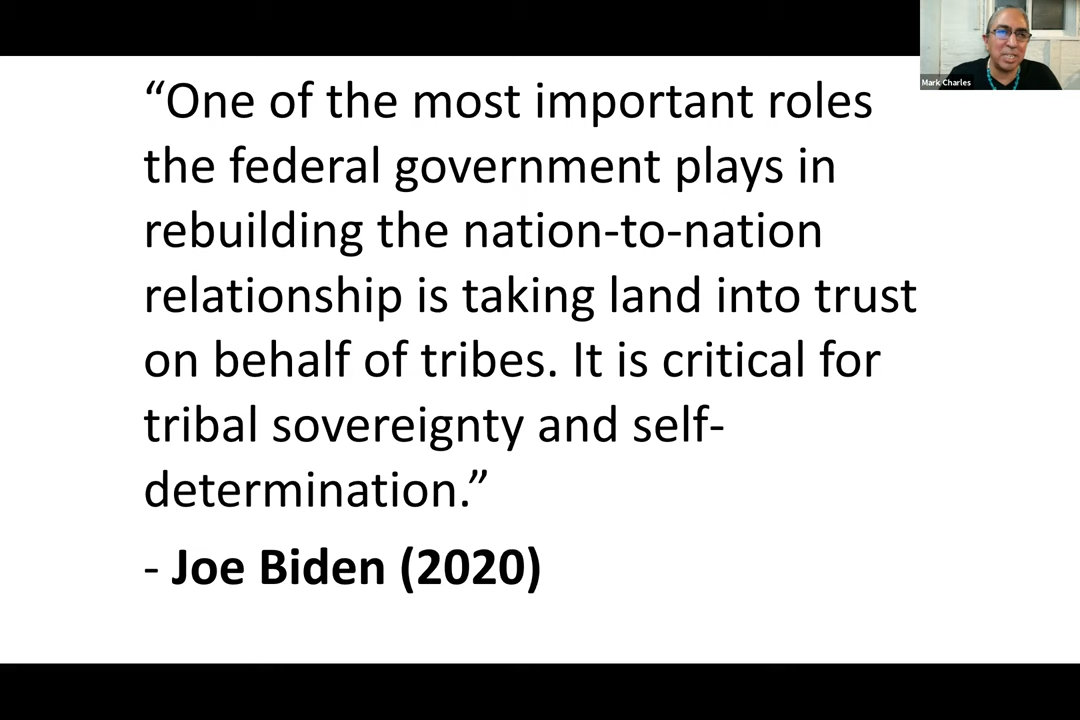 Mark Charles
“One of the most important roles
the federal government plays in
rebuilding the nation-to-nation
relationship is taking land into trust
on behalf of tribes. It is critical for
tribal sovereignty and self-
determination.”
- Joe Biden (2020)